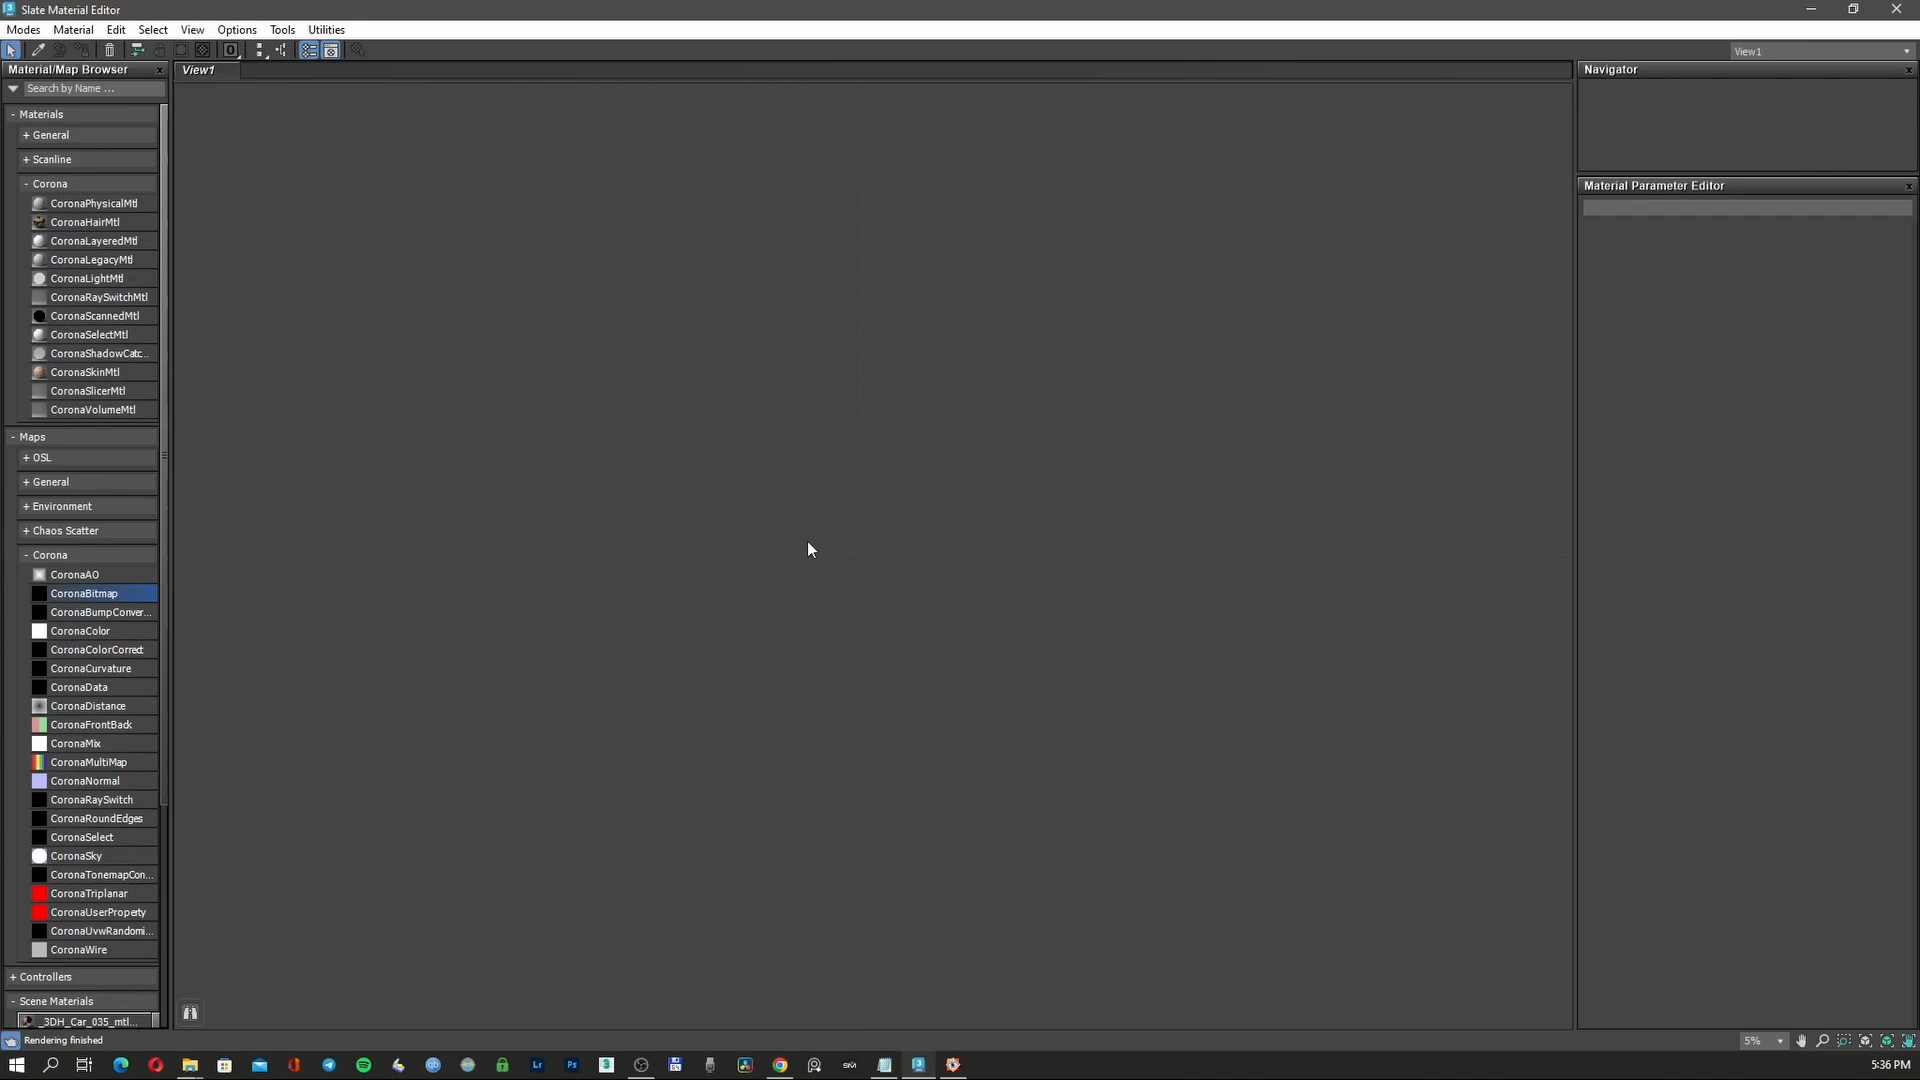 Slate Material Editor
Modes Material Edit Select View Options Tools Utilities
View1
Material/Map Browser
View1
Navigator
Search by Name ...
- Materials
+ General
+ Scanline
- Corona
CoronaPhysicalMtl
CoronaHairMtl
CoronaLayeredMtl
CoronaLegacyMtl
CoronaLightMtl
CoronaRaySwitchMtl
CoronaScannedMtl
CoronaSelectMtl
CoronaShadowCatc...
CoronaSkinMtl
CoronaSlicerMtl
CoronaVolumeMtl
- Maps
+ OSL
+ General
+ Environment
+ Chaos Scatter
- Corona
CoronaAO
CoronaBitmap
CoronaBumpConver...
CoronaColor
CoronaColorCorrect
CoronaCurvature
CoronaData
CoronaDistance
CoronaFrontBack
CoronaMix
CoronaMultiMap
CoronaNormal
CoronaRaySwitch
CoronaRoundEdges
CoronaSelect
CoronaSky
CoronaTonemapCon...
CoronaTriplanar
CoronaUserProperty
CoronaUvwRandomi...
CoronaWire
+ Controllers
- Scene Materials
_3DH_Car_035_mtl...
Material Parameter Editor
Rendering finished
5%
Lr Ps 3
5:36 PM